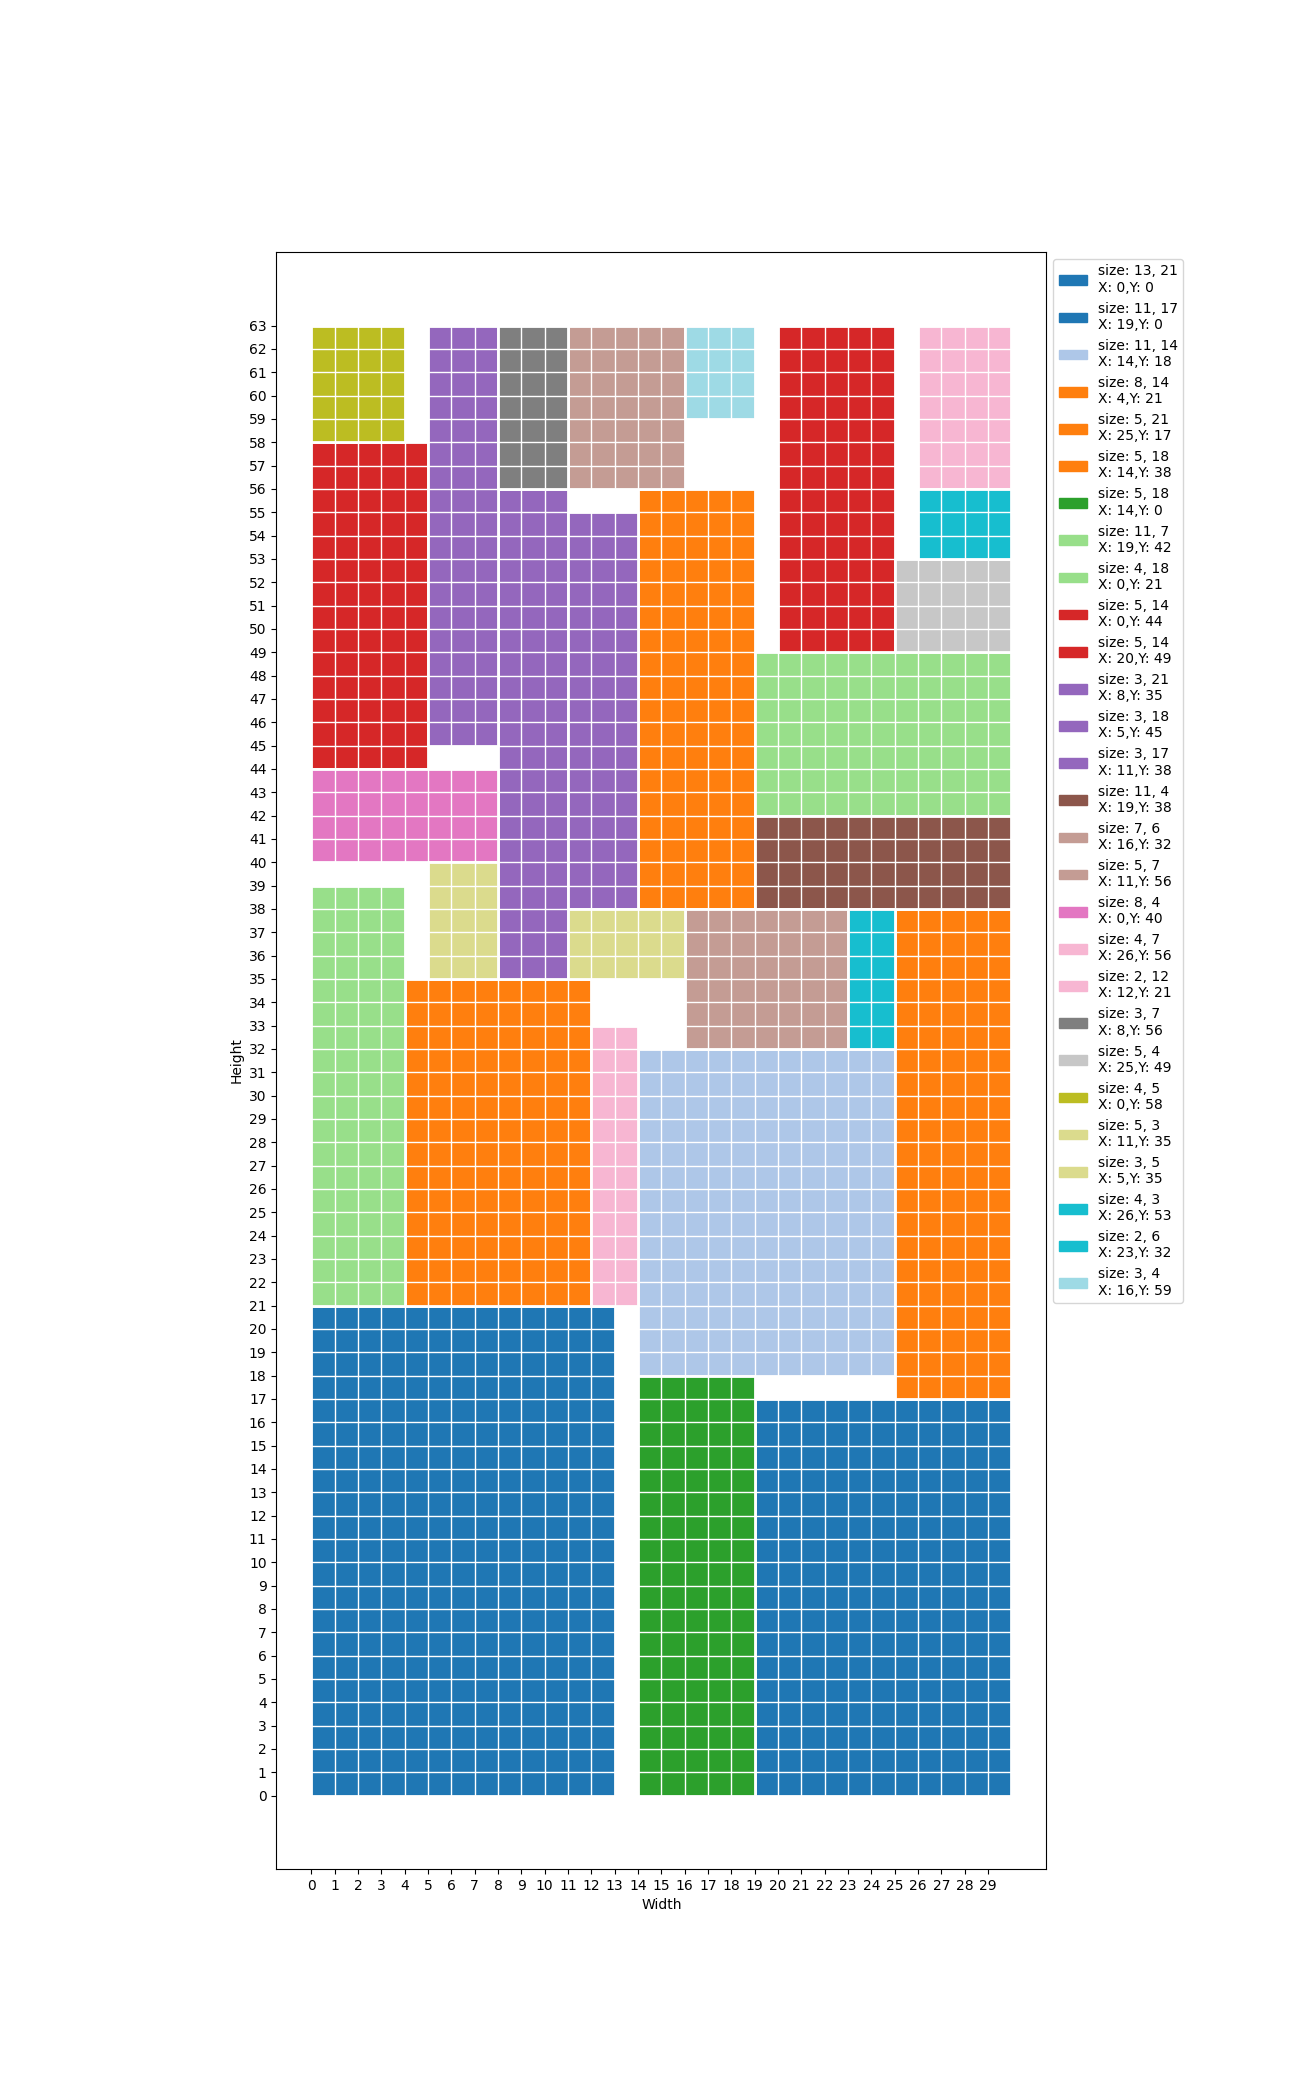 63
62
61
60
59
58
57
56
55
54
53
52
51
50
49
48
47
46
45
44
43
42
41
40
39
38
37
36
35
34
33
32
31
30
29
28
27
26
25
24
23
22
21
20
19
18
17
16
15
14
13
12
11
10
9
8
7
6
5
4
3
2
1
0
Height
0 1 2 3 4 5 6 7 8 9 10 11 12 13 14 15 16 17 18 19 20 21 22 23 24 25 26 27 28 29
Width
size: 13, 21
X: 0,Y: 0
size: 11, 17
X: 19,Y: 0
size: 11, 14
X: 14,Y: 18
size: 8, 14
X: 4,Y: 21
size: 5, 21
X: 25,Y: 17
size: 5, 18
X: 14,Y: 38
size: 5, 18
X: 14,Y: 0
size: 11, 7
X: 19,Y: 42
size: 4, 18
X: 0,Y: 21
size: 5, 14
X: 0,Y: 44
size: 5, 14
X: 20,Y: 49
size: 3, 21
X: 8,Y: 35
size: 3, 18
X: 5,Y: 45
size: 3, 17
X: 11,Y: 38
size: 11, 4
X: 19,Y: 38
size: 7, 6
X: 16,Y: 32
size: 5, 7
X: 11,Y: 56
size: 8, 4
X: 0,Y: 40
size: 4, 7
X: 26,Y: 56
size: 2, 12
X: 12,Y: 21
size: 3, 7
X: 8,Y: 56
size: 5, 4
X: 25,Y: 49
size: 4, 5
X: 0,Y: 58
size: 5, 3
X: 11,Y: 35
size: 3, 5
X: 5,Y: 35
size: 4, 3
X: 26,Y: 53
size: 2, 6
X: 23,Y: 32
size: 3, 4
X: 16,Y: 59